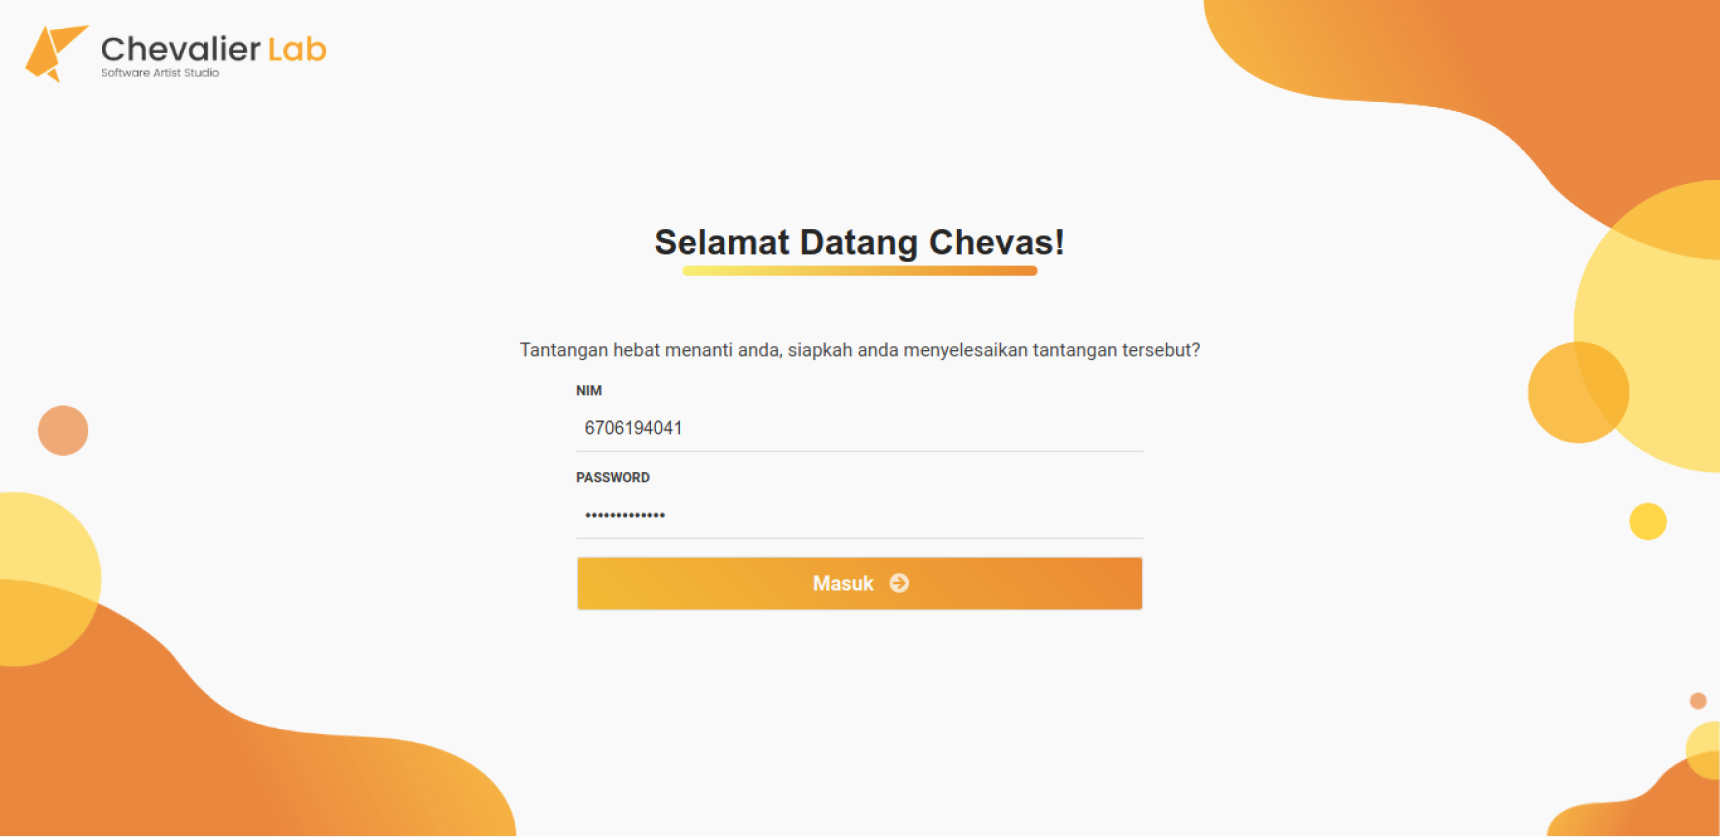 Chevalier Lab
Software Artist Studio
Selamat Datang Chevas!
Tantangan hebat menanti anda, siapkah anda menyelesaikan tantangan tersebut?
NIM
6706194041
PASSWORD
•••••••••••••
Masuk